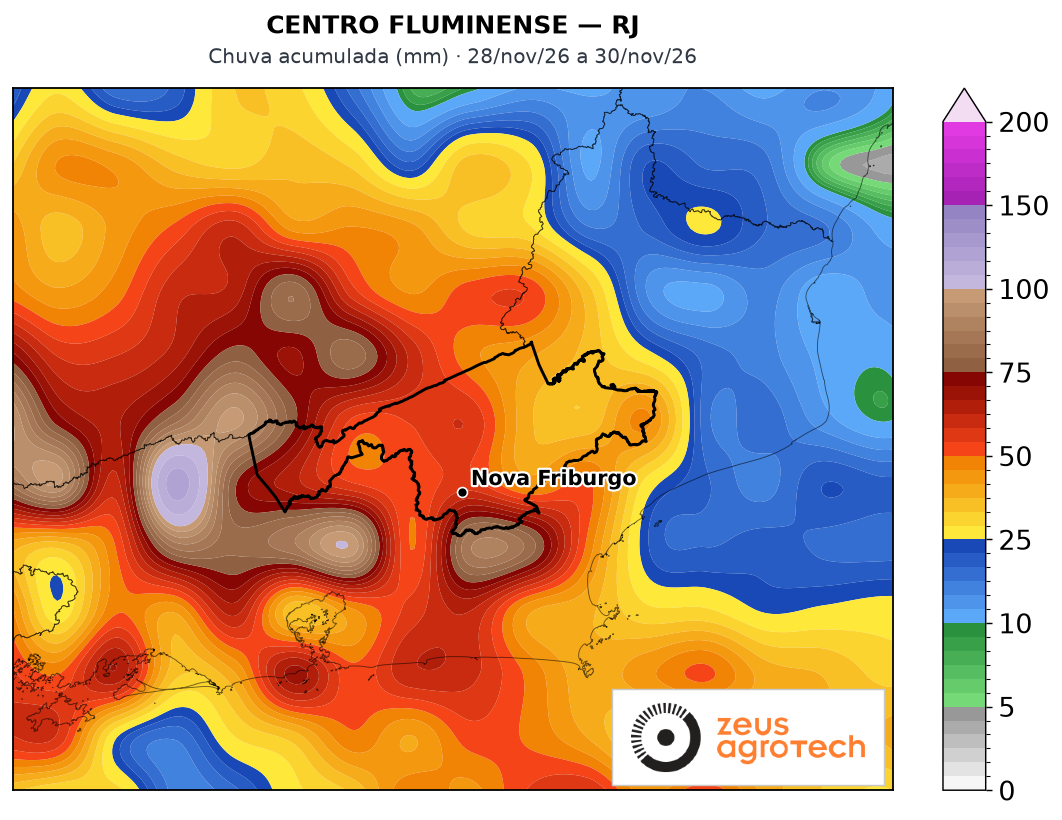 CENTRO FLUMINENSE — RJ
Chuva acumulada (mm) · 28/nov/26 a 30/nov/26
200
150
100
75
50
25
10
5
0
Nova Friburgo
zeus
agrotech